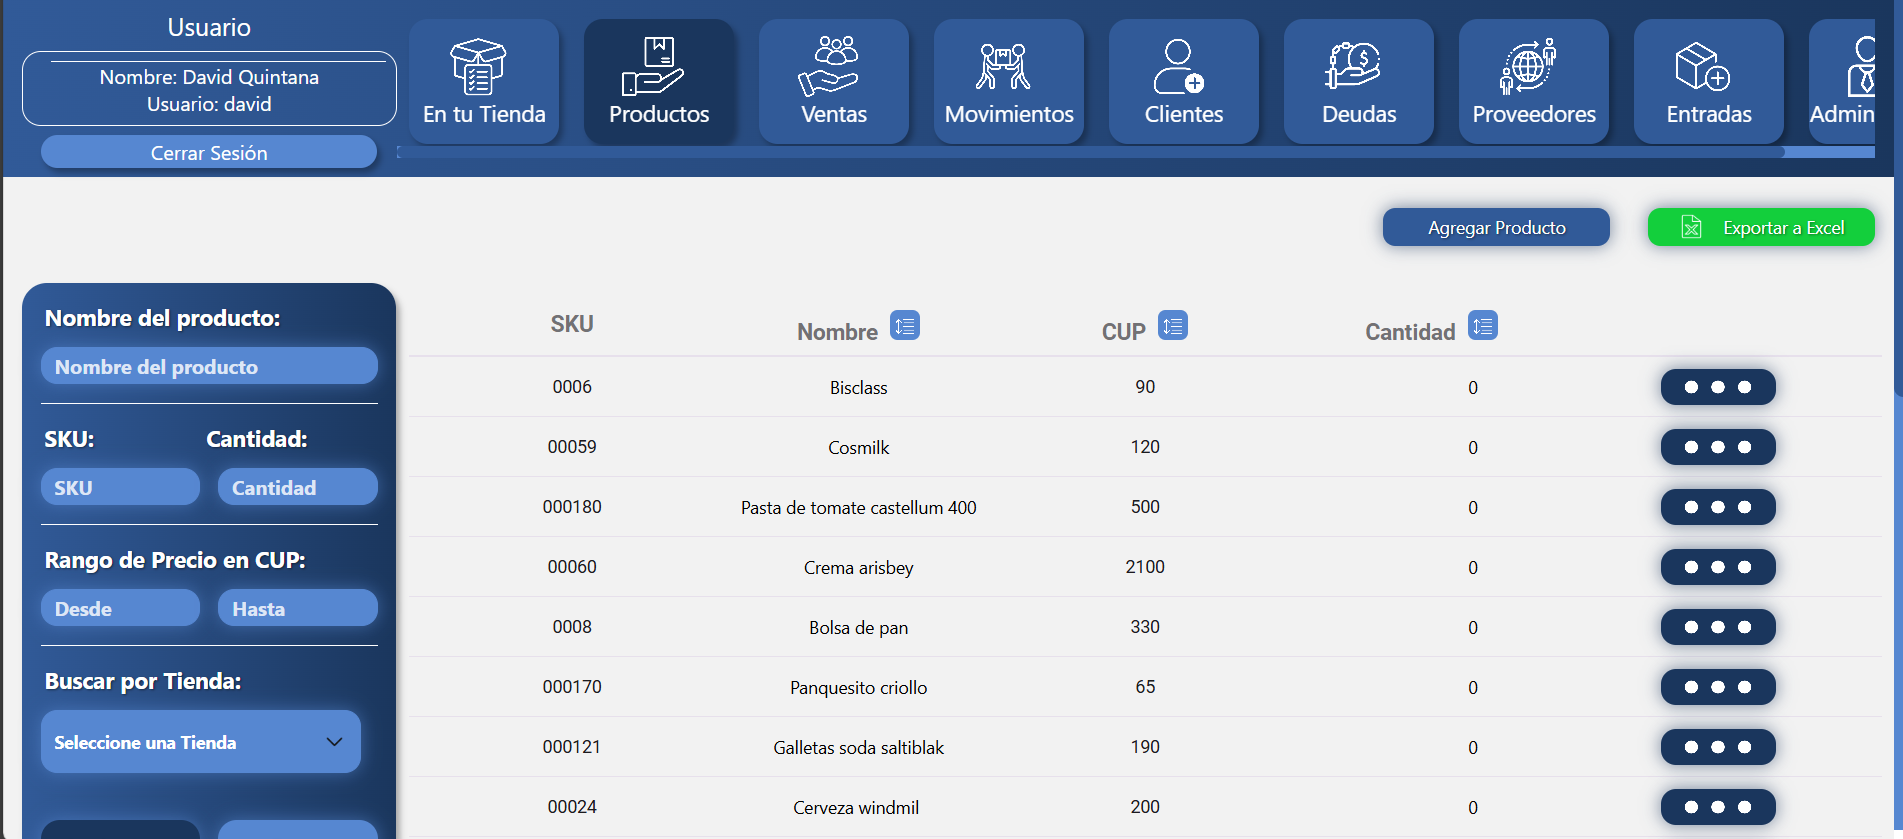 Usuario
Nombre: David Quintana
Usuario: david
Cerrar Sesión
En tu Tienda
Productos
Ventas
Movimientos
Clientes
Deudas
Proveedores
Entradas
Admin
Agregar Producto
Exportar a Excel
Nombre del producto:
Nombre del producto
SKU: Cantidad:
SKU Cantidad
Rango de Precio en CUP:
Desde Hasta
Buscar por Tienda:
Seleccione una Tienda
SKU Nombre CUP Cantidad
0006 Bisclass 90 0
00059 Cosmilk 120 0
000180 Pasta de tomate castellum 400 500 0
00060 Crema arisbey 2100 0
0008 Bolsa de pan 330 0
000170 Panquesito criollo 65 0
000121 Galletas soda saltiblak 190 0
00024 Cerveza windmil 200 0